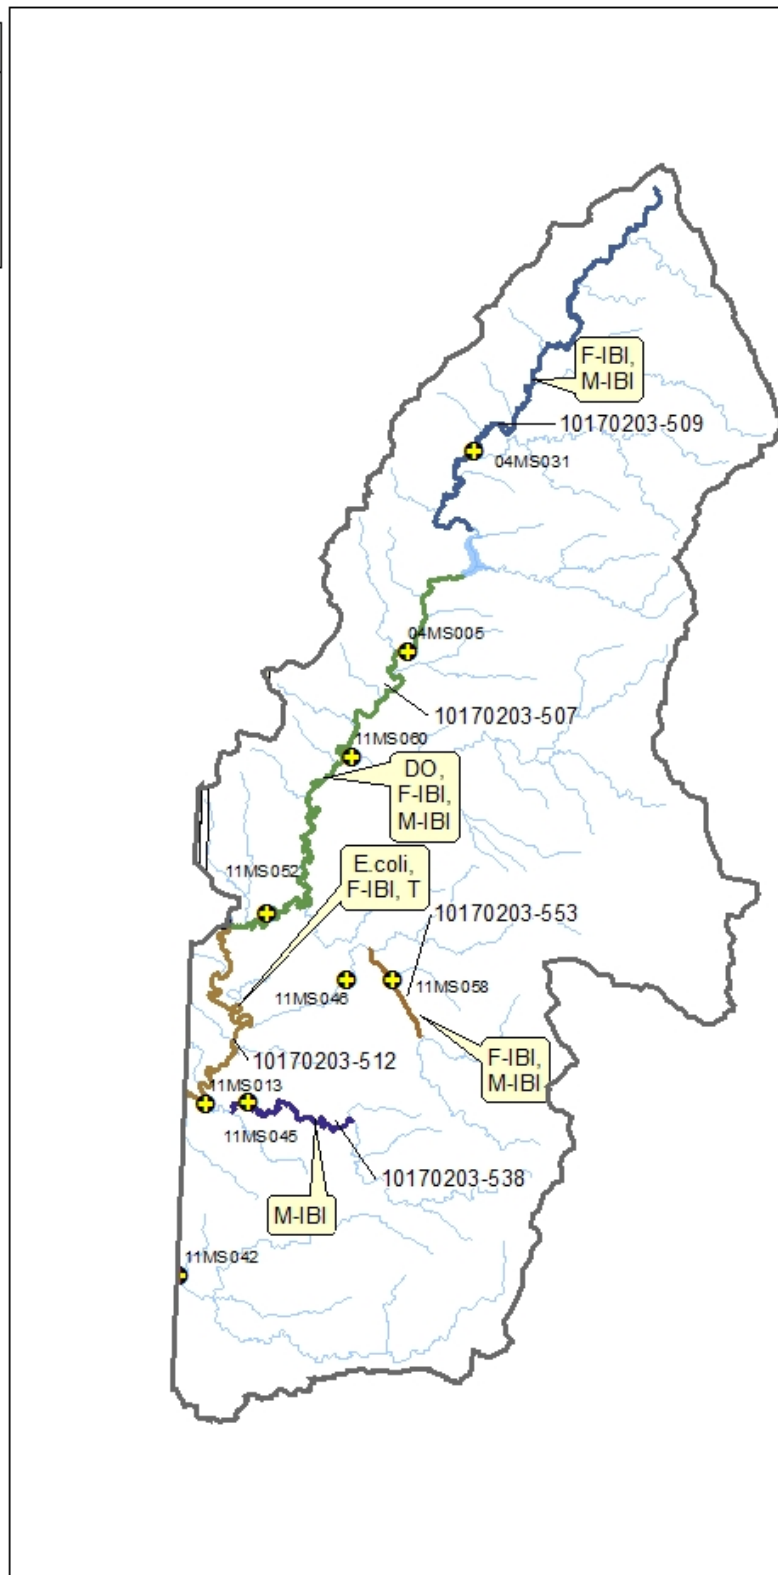 F-IBI,
M-IBI
10170203-509
04MS031
04MS005
10170203-507
11MS060
DO,
F-IBI,
M-IBI
E.coli,
F-IBI, T
11MS052
10170203-553
11MS046
11MS058
F-IBI,
M-IBI
10170203-512
11MS013
11MS045
10170203-538
M-IBI
11MS042